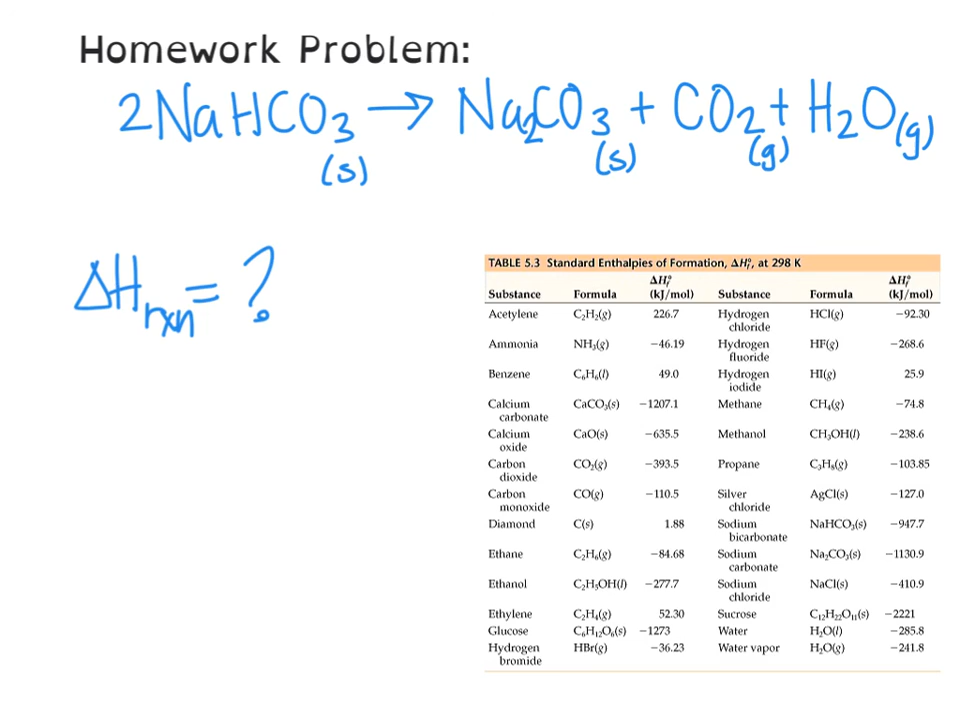 Homework Problem:
2NaHCO3 → Na2CO3 + CO2 + H2O(g)
(s) (s) (g)
ΔHrxn = ?
TABLE 5.3 Standard Enthalpies of Formation, ΔH°f, at 298 K
Substance Formula ΔH°f (kJ/mol) Substance Formula ΔH°f (kJ/mol)
Acetylene C2H2(g) 226.7 Hydrogen chloride HCl(g) −92.30
Ammonia NH3(g) −46.19 Hydrogen fluoride HF(g) −268.6
Benzene C6H6(l) 49.0 Hydrogen iodide HI(g) 25.9
Calcium carbonate CaCO3(s) −1207.1 Methane CH4(g) −74.8
Calcium oxide CaO(s) −635.5 Methanol CH3OH(l) −238.6
Carbon dioxide CO2(g) −393.5 Propane C3H8(g) −103.85
Carbon monoxide CO(g) −110.5 Silver chloride AgCl(s) −127.0
Diamond C(s) 1.88 Sodium bicarbonate NaHCO3(s) −947.7
Ethane C2H6(g) −84.68 Sodium carbonate Na2CO3(s) −1130.9
Ethanol C2H5OH(l) −277.7 Sodium chloride NaCl(s) −410.9
Ethylene C2H4(g) 52.30 Sucrose C12H22O11(s) −2221
Glucose C6H12O6(s) −1273 Water H2O(l) −285.8
Hydrogen bromide HBr(g) −36.23 Water vapor H2O(g) −241.8